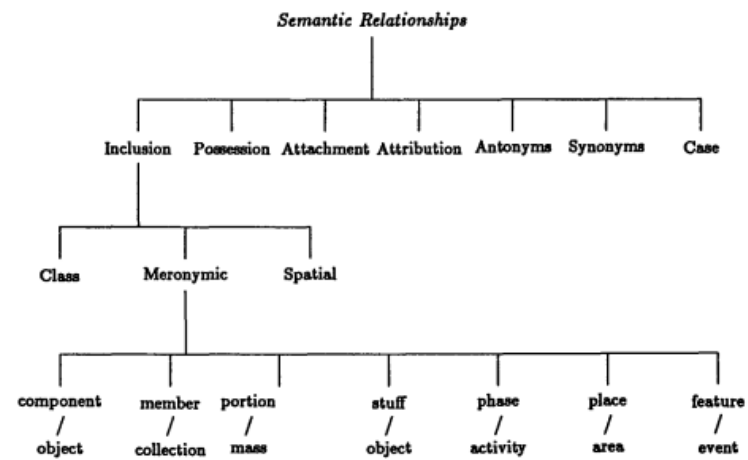 Semantic Relationships
Inclusion Possession Attachment Attribution Antonyms Synonyms Case
Class Meronymic Spatial
component member portion stuff phase place feature
/ / / / / / /
object collection mass object activity area event